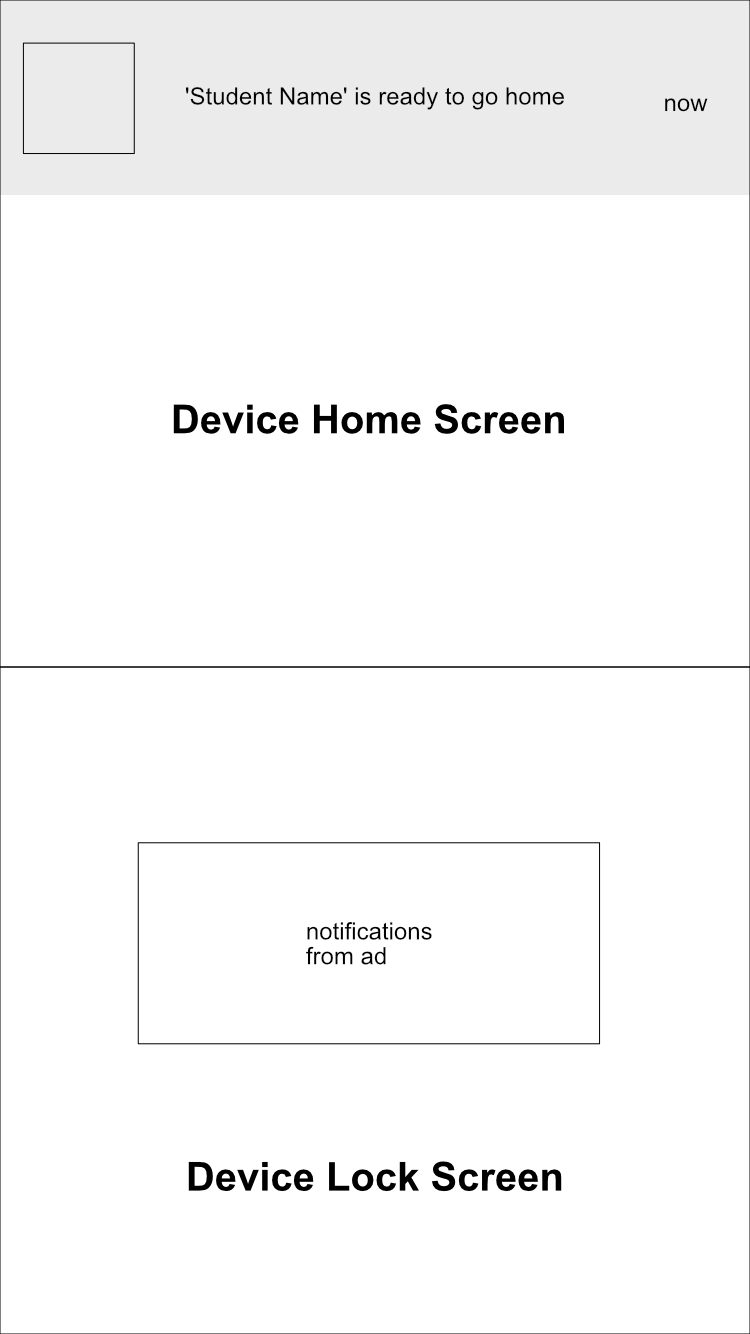 'Student Name' is ready to go home
now
Device Home Screen
notifications
from ad
Device Lock Screen